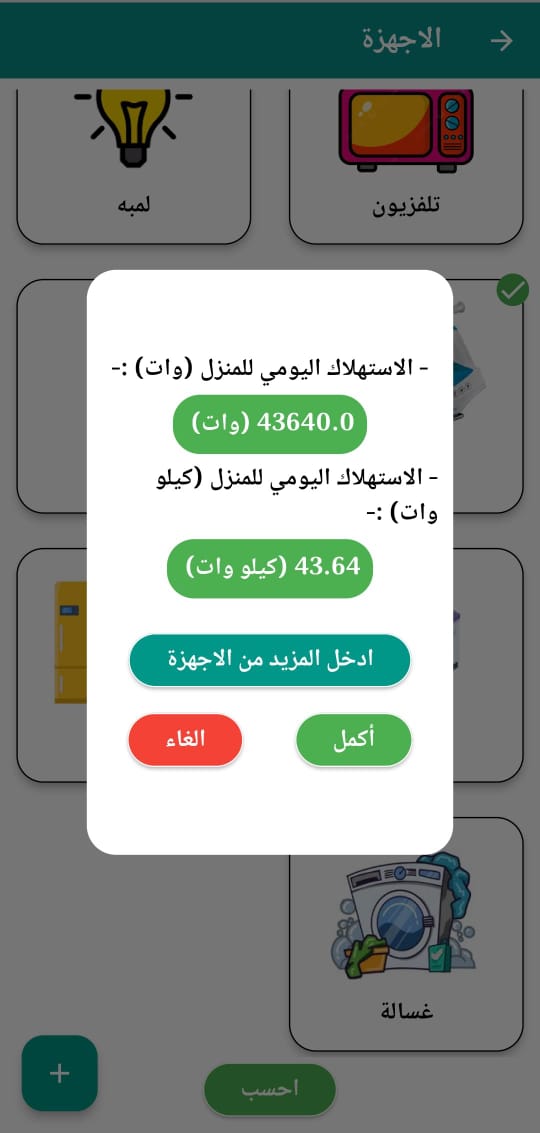 الاجهزة
تلفزيون
لمبه
- الاستهلاك اليومي للمنزل (وات) :-
43640.0 (وات)
- الاستهلاك اليومي للمنزل (كيلو
وات) :-
43.64 (كيلو وات)
ادخل المزيد من الاجهزة
أكمل
الغاء
غسالة
احسب